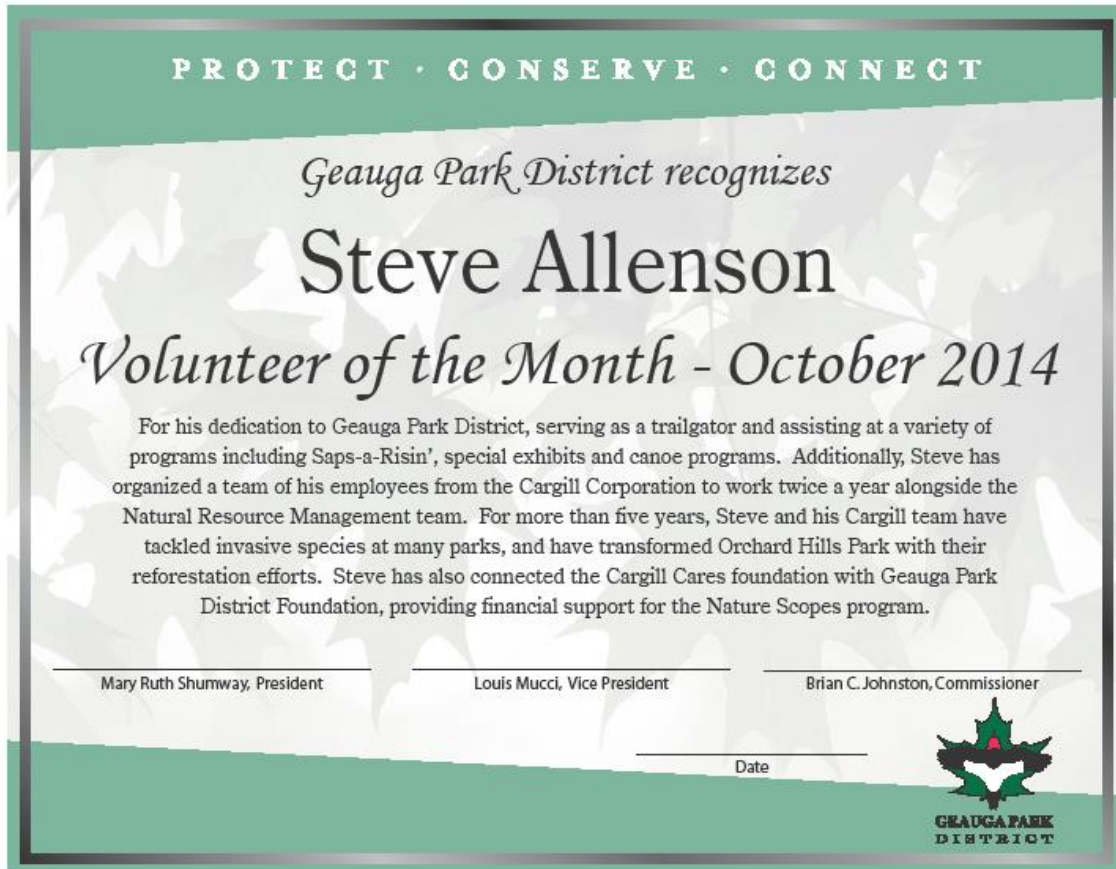 PROTECT · CONSERVE · CONNECT
Geauga Park District recognizes
Steve Allenson
Volunteer of the Month - October 2014
For his dedication to Geauga Park District, serving as a trailgator and assisting at a variety of
programs including Saps-a-Risin’, special exhibits and canoe programs.  Additionally, Steve has
organized a team of his employees from the Cargill Corporation to work twice a year alongside the
Natural Resource Management team.  For more than five years, Steve and his Cargill team have
tackled invasive species at many parks, and have transformed Orchard Hills Park with their
reforestation efforts.  Steve has also connected the Cargill Cares foundation with Geauga Park
District Foundation, providing financial support for the Nature Scopes program.
Mary Ruth Shumway, President
Louis Mucci, Vice President
Brian C. Johnston, Commissioner
Date
GEAUGA PARK
DISTRICT